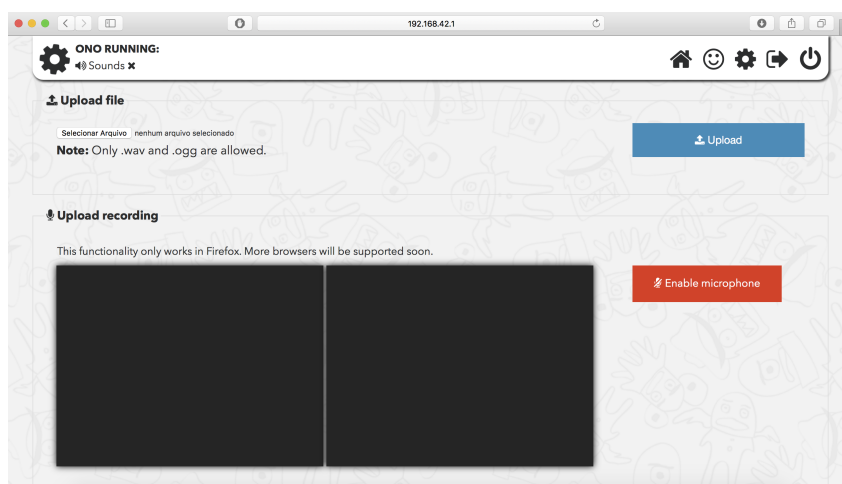 192.168.42.1
ONO RUNNING:
Sounds
Upload file
Selecionar Arquivo nenhum arquivo selecionado
Upload
Note: Only .wav and .ogg are allowed.
Upload recording
This functionality only works in Firefox. More browsers will be supported soon.
Enable microphone